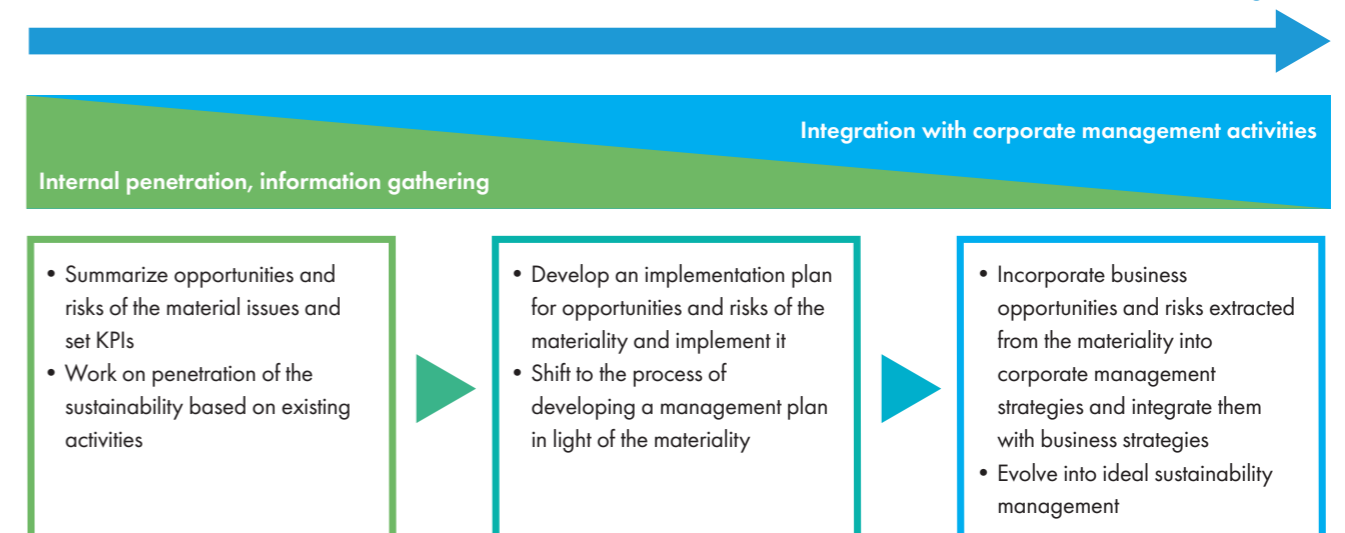 Integration with corporate management activities
Internal penetration, information gathering
• Summarize opportunities and
risks of the material issues and
set KPIs
• Work on penetration of the
sustainability based on existing
activities
• Develop an implementation plan
for opportunities and risks of the
materiality and implement it
• Shift to the process of
developing a management plan
in light of the materiality
• Incorporate business
opportunities and risks extracted
from the materiality into
corporate management
strategies and integrate them
with business strategies
• Evolve into ideal sustainability
management